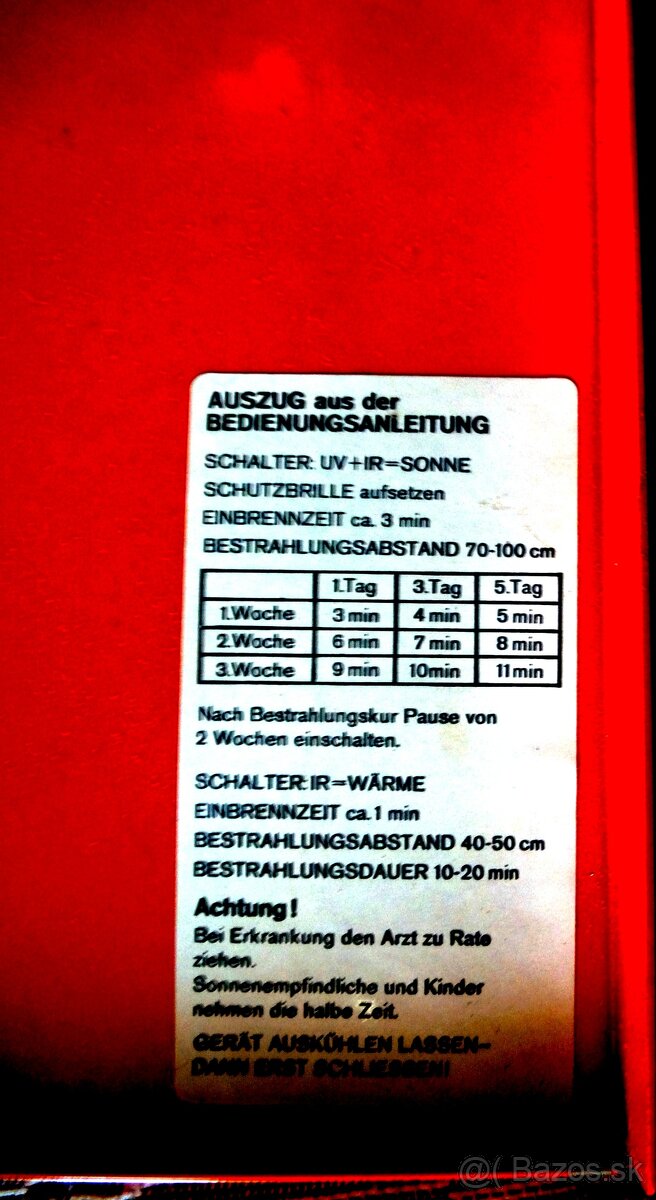 AUSZUG aus der
BEDIENUNGSANLEITUNG
SCHALTER: UV+IR=SONNE
SCHUTZBRILLE aufsetzen
EINBRENNZEIT ca. 3 min
BESTRAHLUNGSABSTAND 70-100 cm
1.Tag 3.Tag 5.Tag
1.Woche 3 min 4 min 5 min
2.Woche 6 min 7 min 8 min
3.Woche 9 min 10min 11 min
Nach Bestrahlungskur Pause von
2 Wochen einschalten.
SCHALTER:IR=WÄRME
EINBRENNZEIT ca.1 min
BESTRAHLUNGSABSTAND 40-50 cm
BESTRAHLUNGSDAUER 10-20 min
Achtung!
Bei Erkrankung den Arzt zu Rate
ziehen.
Sonnenempfindliche und Kinder
nehmen die halbe Zeit.
GERÄT AUSKÜHLEN LASSEN-
DANN ERST SCHLIESSEN!
@( Bazos.sk